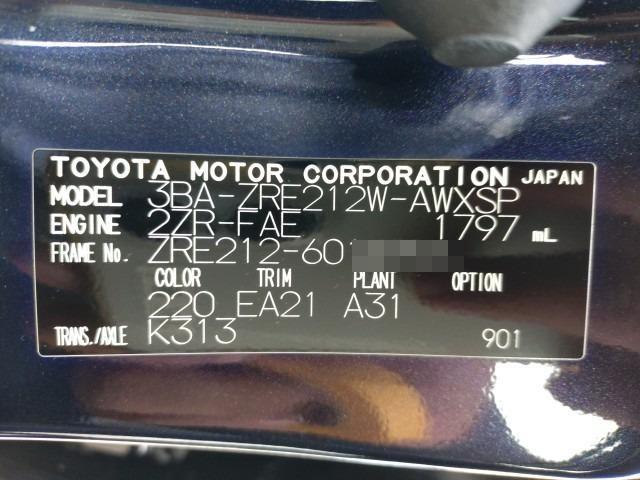 TOYOTA MOTOR CORPORATION JAPAN
MODEL 3BA-ZRE212W-AWXSP
ENGINE 2ZR-FAE 1797 mL
FRAME No. ZRE212-601
COLOR TRIM PLANT OPTION
220 EA21 A31
TRANS./AXLE K313 901